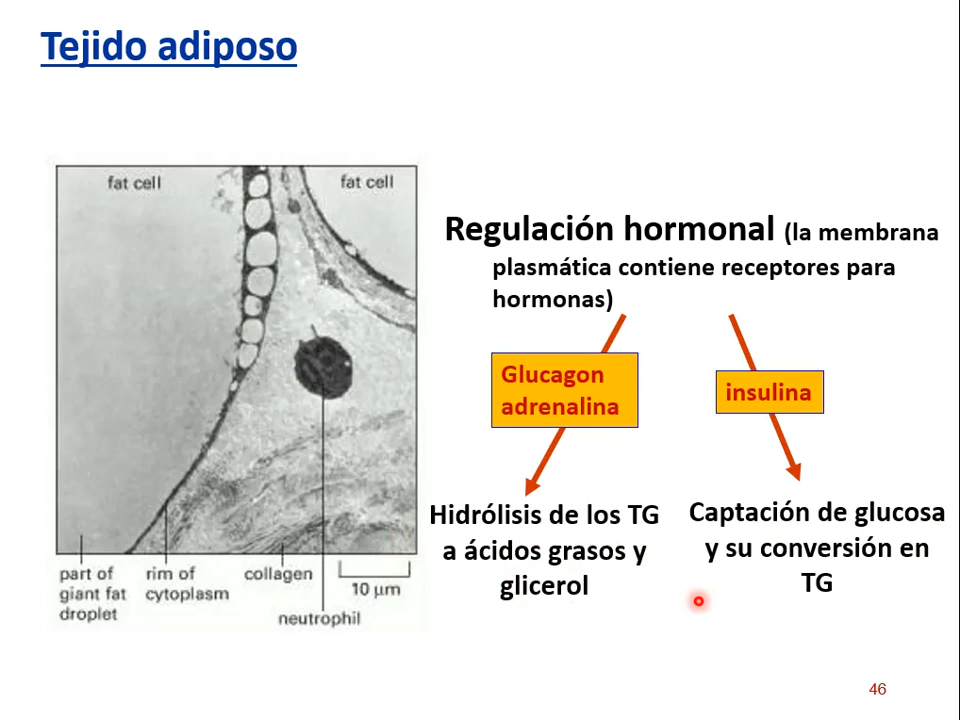 Tejido adiposo
fat cell
fat cell
part of
giant fat
droplet
rim of
cytoplasm
collagen
10 µm
neutrophil
Regulación hormonal (la membrana
plasmática contiene receptores para
hormonas)
Glucagon
adrenalina
insulina
Hidrólisis de los TG
a ácidos grasos y
glicerol
Captación de glucosa
y su conversión en
TG
46